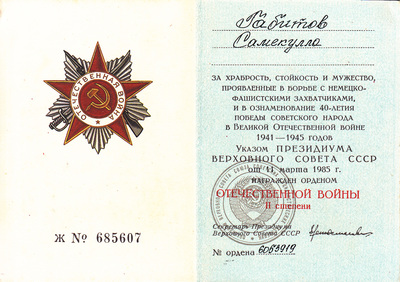 ОТЕЧЕСТВЕННАЯ ВОЙНА
Ж № 685607
Габитов
Самекулла
ЗА ХРАБРОСТЬ, СТОЙКОСТЬ И МУЖЕСТВО,
ПРОЯВЛЕННЫЕ В БОРЬБЕ С НЕМЕЦКО-
ФАШИСТСКИМИ ЗАХВАТЧИКАМИ,
И В ОЗНАМЕНОВАНИЕ 40-ЛЕТИЯ
ПОБЕДЫ СОВЕТСКОГО НАРОДА
В ВЕЛИКОЙ ОТЕЧЕСТВЕННОЙ ВОЙНЕ
1941—1945 ГОДОВ
УКАЗОМ ПРЕЗИДИУМА
ВЕРХОВНОГО СОВЕТА СССР
от 11 марта 1985 г.
НАГРАЖДЕН ОРДЕНОМ
ОТЕЧЕСТВЕННОЙ ВОЙНЫ
II степени
Секретарь Президиума
Верховного Совета СССР
№ ордена 6063919